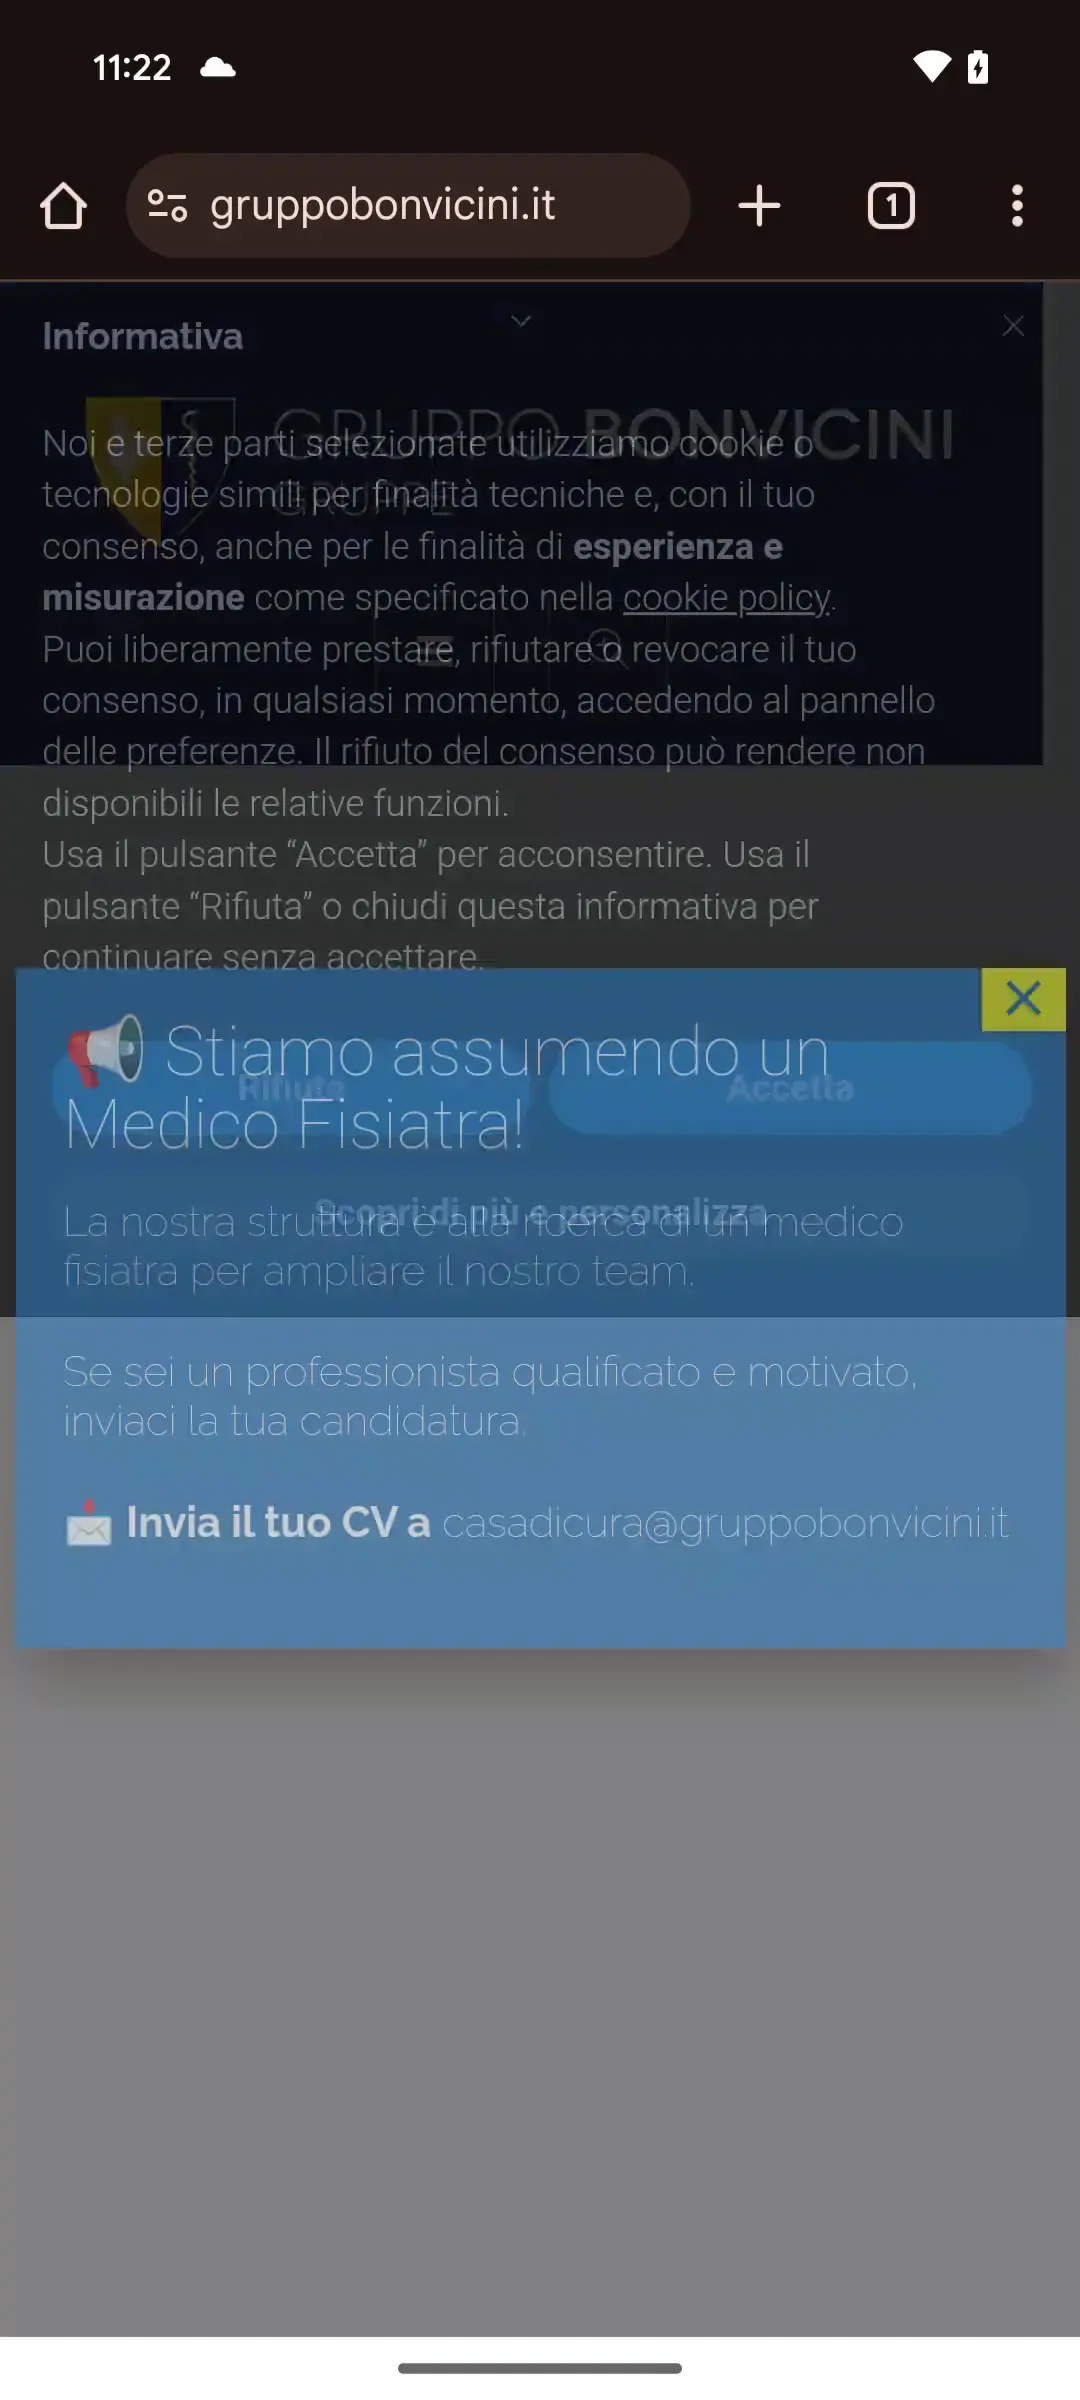 11:22
gruppobonvicini.it
1
Informativa
GRUPPO BONVICINI
GRUPPE
Noi e terze parti selezionate utilizziamo cookie o
tecnologie simili per finalità tecniche e, con il tuo
consenso, anche per le finalità di esperienza e
misurazione come specificato nella cookie policy.
Puoi liberamente prestare, rifiutare o revocare il tuo
consenso, in qualsiasi momento, accedendo al pannello
delle preferenze. Il rifiuto del consenso può rendere non
disponibili le relative funzioni.
Usa il pulsante “Accetta” per acconsentire. Usa il
pulsante “Rifiuta” o chiudi questa informativa per
continuare senza accettare.
📢 Stiamo assumendo un
Medico Fisiatra!
Rifiuta
Accetta
Scopri di più e personalizza
La nostra struttura è alla ricerca di un medico
fisiatra per ampliare il nostro team.
Se sei un professionista qualificato e motivato,
inviaci la tua candidatura.
📩 Invia il tuo CV a casadicura@gruppobonvicini.it